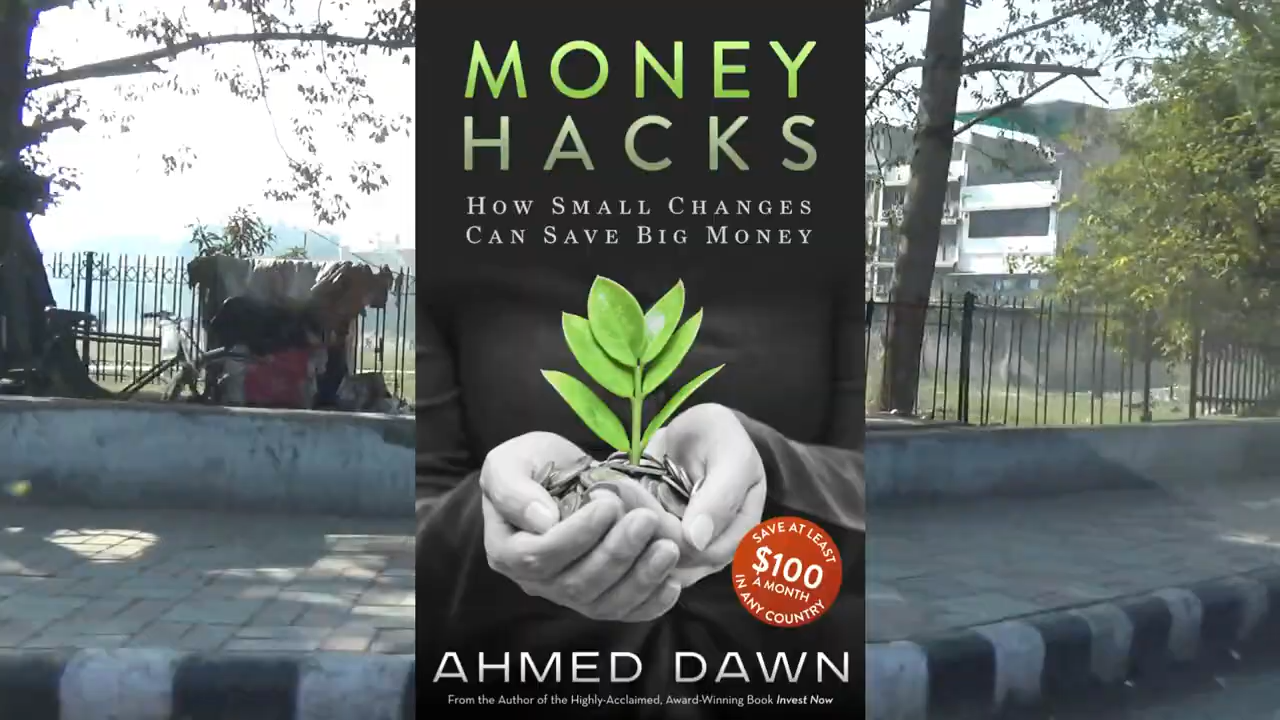 MONEY
HACKS
How Small Changes
Can Save Big Money
SAVE AT LEAST
$100
A MONTH
IN ANY COUNTRY
AHMED DAWN
From the Author of the Highly-Acclaimed, Award-Winning Book Invest Now